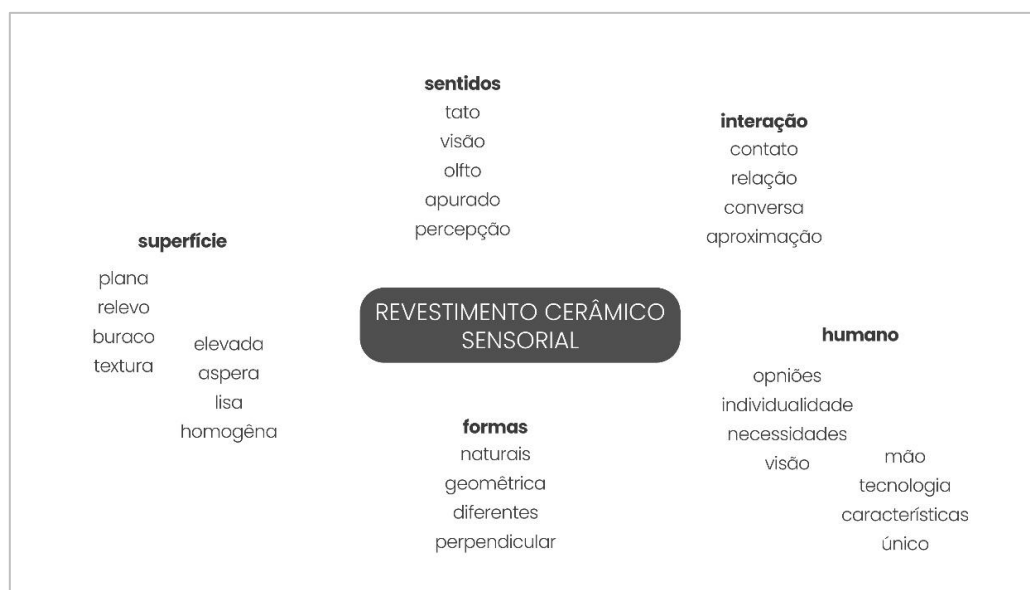 sentidos
tato
visão
olfto
apurado
percepção
interação
contato
relação
conversa
aproximação
superfície
plana
relevo
buraco
textura
elevada
aspera
lisa
homogêna
REVESTIMENTO CERÂMICO
SENSORIAL
humano
opniões
individualidade
necessidades
visão
mão
tecnologia
características
único
formas
naturais
geométrica
diferentes
perpendicular